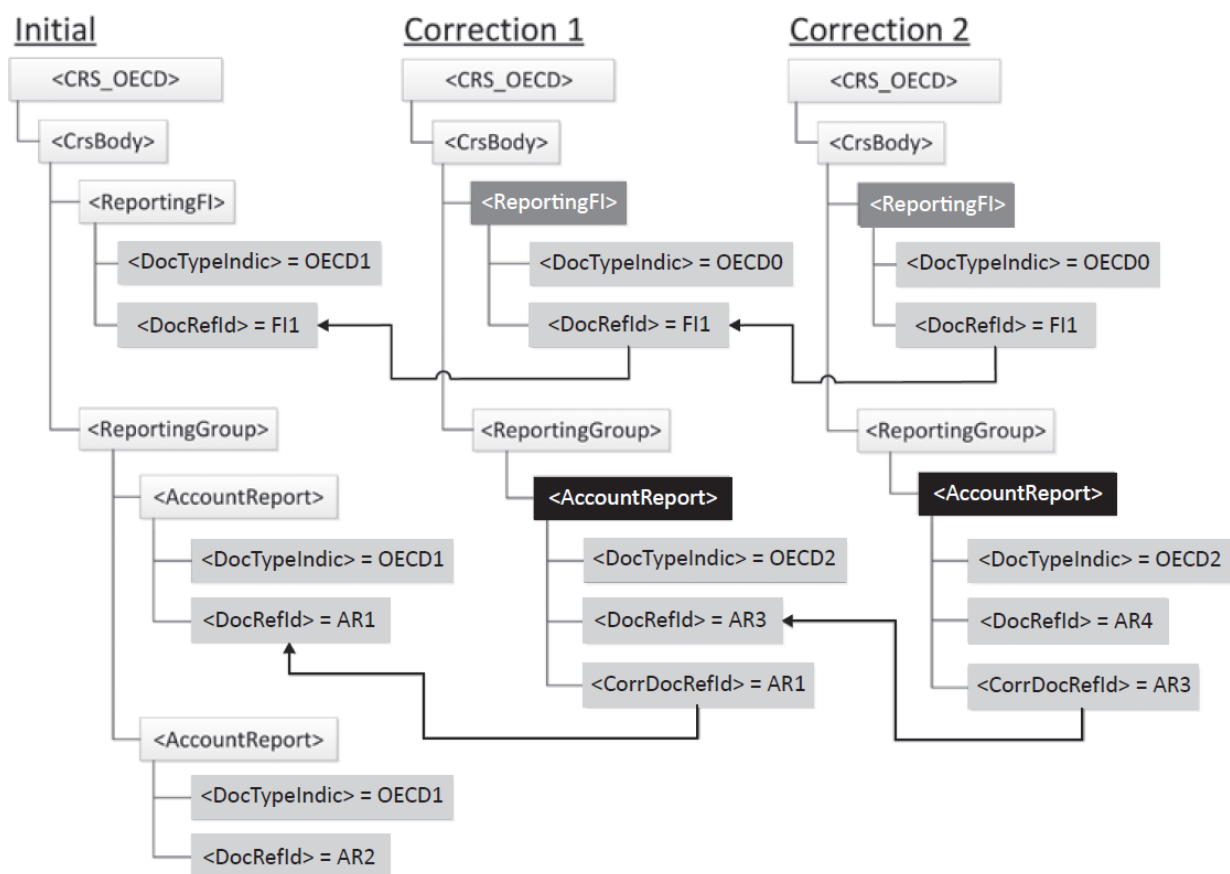 Initial
<CRS_OECD>
<CrsBody>
<ReportingFI>
<DocTypeIndic> = OECD1
<DocRefId> = FI1
<ReportingGroup>
<AccountReport>
<DocTypeIndic> = OECD1
<DocRefId> = AR1
<AccountReport>
<DocTypeIndic> = OECD1
<DocRefId> = AR2
Correction 1
<CRS_OECD>
<CrsBody>
<ReportingFI>
<DocTypeIndic> = OECD0
<DocRefId> = FI1
<ReportingGroup>
<AccountReport>
<DocTypeIndic> = OECD2
<DocRefId> = AR3
<CorrDocRefId> = AR1
Correction 2
<CRS_OECD>
<CrsBody>
<ReportingFI>
<DocTypeIndic> = OECD0
<DocRefId> = FI1
<ReportingGroup>
<AccountReport>
<DocTypeIndic> = OECD2
<DocRefId> = AR4
<CorrDocRefId> = AR3